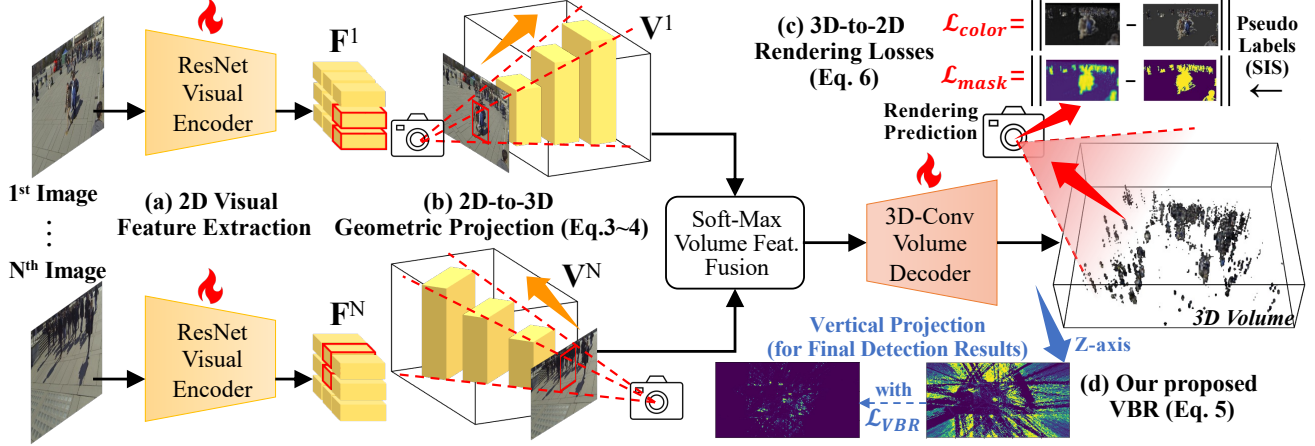 ResNet
Visual
Encoder
F¹
V¹
1ˢᵗ Image
(a) 2D Visual
Feature Extraction
(b) 2D-to-3D
Geometric Projection (Eq.3~4)
Nᵗʰ Image
ResNet
Visual
Encoder
Fᴺ
Vᴺ
Soft-Max
Volume Feat.
Fusion
3D-Conv
Volume
Decoder
(c) 3D-to-2D
Rendering Losses
(Eq. 6)
ℒcolor=
ℒmask=
–
–
Pseudo
Labels
(SIS)
Rendering
Prediction
3D Volume
Z-axis
Vertical Projection
(for Final Detection Results)
with
ℒVBR
(d) Our proposed
VBR (Eq. 5)